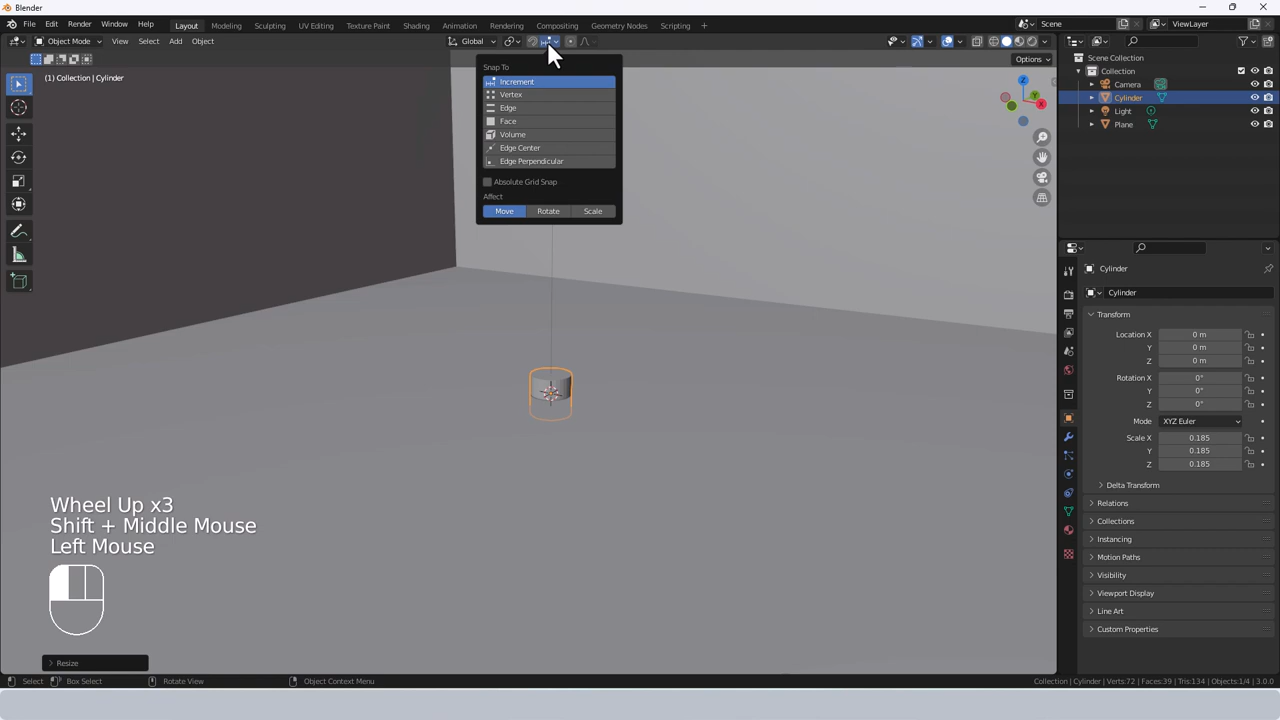 Blender
File Edit Render Window Help Layout Modeling Sculpting UV Editing Texture Paint Shading Animation Rendering Compositing Geometry Nodes Scripting + Scene ViewLayer
Object Mode View Select Add Object Global
Options
(1) Collection | Cylinder
Snap To
Increment
Vertex
Edge
Face
Volume
Edge Center
Edge Perpendicular
Absolute Grid Snap
Affect
Move Rotate Scale
Z
Y
X
Scene Collection
Collection
Camera
Cylinder
Light
Plane
Cylinder
Cylinder
Transform
Location X 0 m
Y 0 m
Z 0 m
Rotation X 0°
Y 0°
Z 0°
Mode XYZ Euler
Scale X 0.185
Y 0.185
Z 0.185
Delta Transform
Relations
Collections
Instancing
Motion Paths
Visibility
Viewport Display
Line Art
Custom Properties
Wheel Up x3
Shift + Middle Mouse
Left Mouse
Resize
Select Box Select Rotate View Object Context Menu Collection | Cylinder | Verts:72 | Faces:39 | Tris:134 | Objects:1/4 | 3.0.0